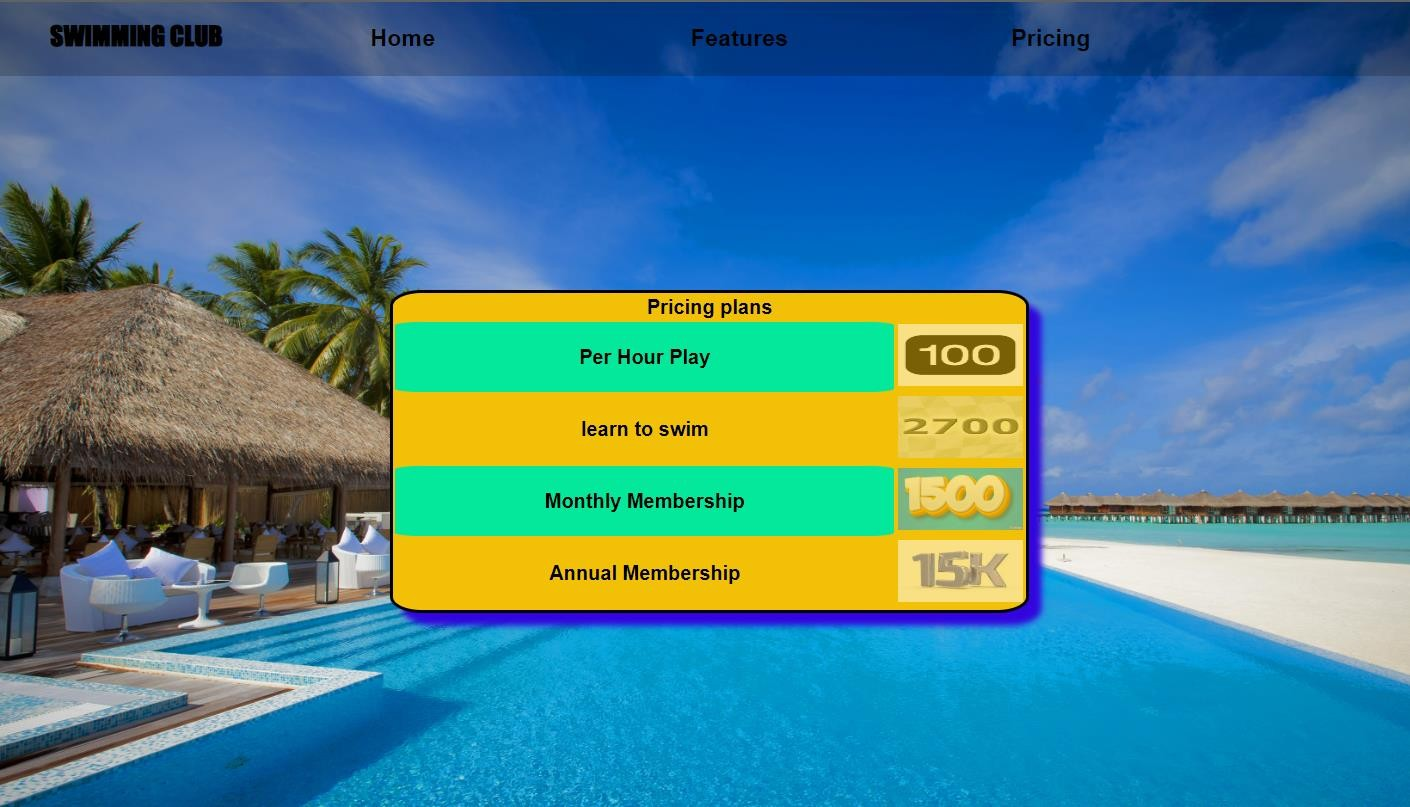 SWIMMING CLUB Home Features Pricing
Pricing plans
Per Hour Play 100
learn to swim 2700
Monthly Membership 1500
Annual Membership 15K